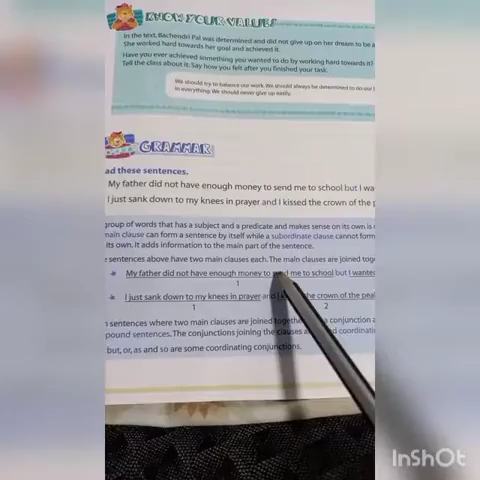 KNOW YOUR VALUES
In the text, Bachendri Pal was determined and did not give up on her dream to be a
She worked hard towards her goal and achieved it.
Have you ever achieved something you wanted to do by working hard towards it?
Tell the class about it. Say how you felt after you finished your task.
We should try to balance our work. We should always be determined to do our
in everything. We should never give up easily.
GRAMMAR
ad these sentences.
My father did not have enough money to send me to school but I wa
I just sank down to my knees in prayer and I kissed the crown of the
group of words that has a subject and a predicate and makes sense on its own is
main clause can form a sentence by itself while a subordinate clause cannot form
its own. It adds information to the main part of the sentence.
sentences above have two main clauses each. The main clauses are joined tog
My father did not have enough money to me to school but I wanted
1
I just sank down to my knees in prayer and the crown of the pea
1 2
sentences where two main clauses are joined a conjunction a
pound sentences. The conjunctions joining the clauses coordinatin
but, or, as and so are some coordinating conjunctions.
InShOt